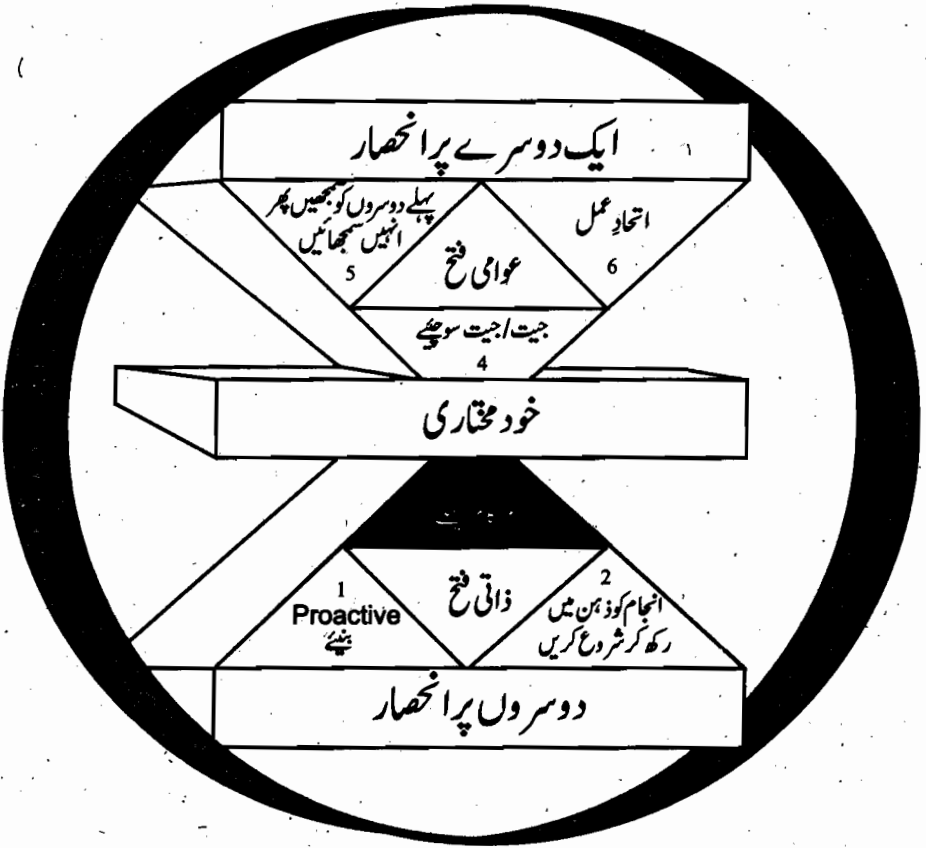 ایک دوسرے پر انحصار
پہلے دوسروں کو سمجھیں پھر
انہیں سمجھائیں
5
اتحادِ عمل
6
عوامی فتح
جیت/جیت سوچئے
4
خود مختاری
1
Proactive
بنیئے
ذاتی فتح
2
انجام کو ذہن میں
رکھ کر شروع کریں
دوسروں پر انحصار